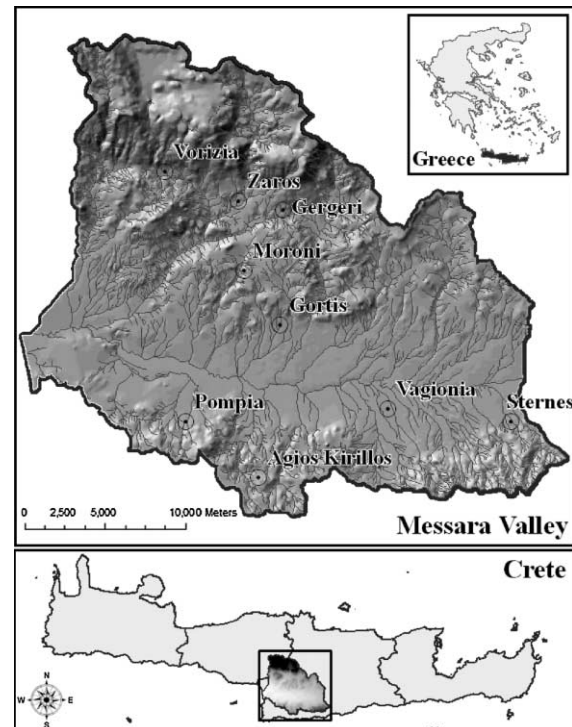 Greece
Vorizia
Zaros
Gergeri
Moroni
Gortis
Vagionia
Pompia
Sternes
Agios Kirillos
0 2,500 5,000 10,000 Meters
Messara Valley
Crete
N
W E
S